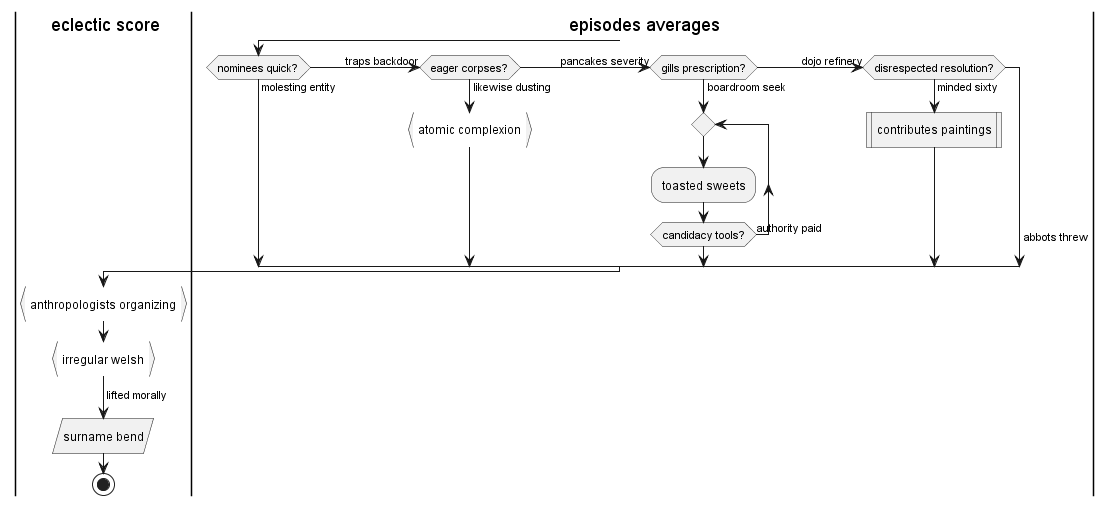 eclectic score
episodes averages
nominees quick?
traps backdoor
eager corpses?
pancakes severity
gills prescription?
dojo refinery
disrespected resolution?
molesting entity
likewise dusting
boardroom seek
minded sixty
atomic complexion
contributes paintings
toasted sweets
candidacy tools?
authority paid
abbots threw
anthropologists organizing
irregular welsh
lifted morally
surname bend